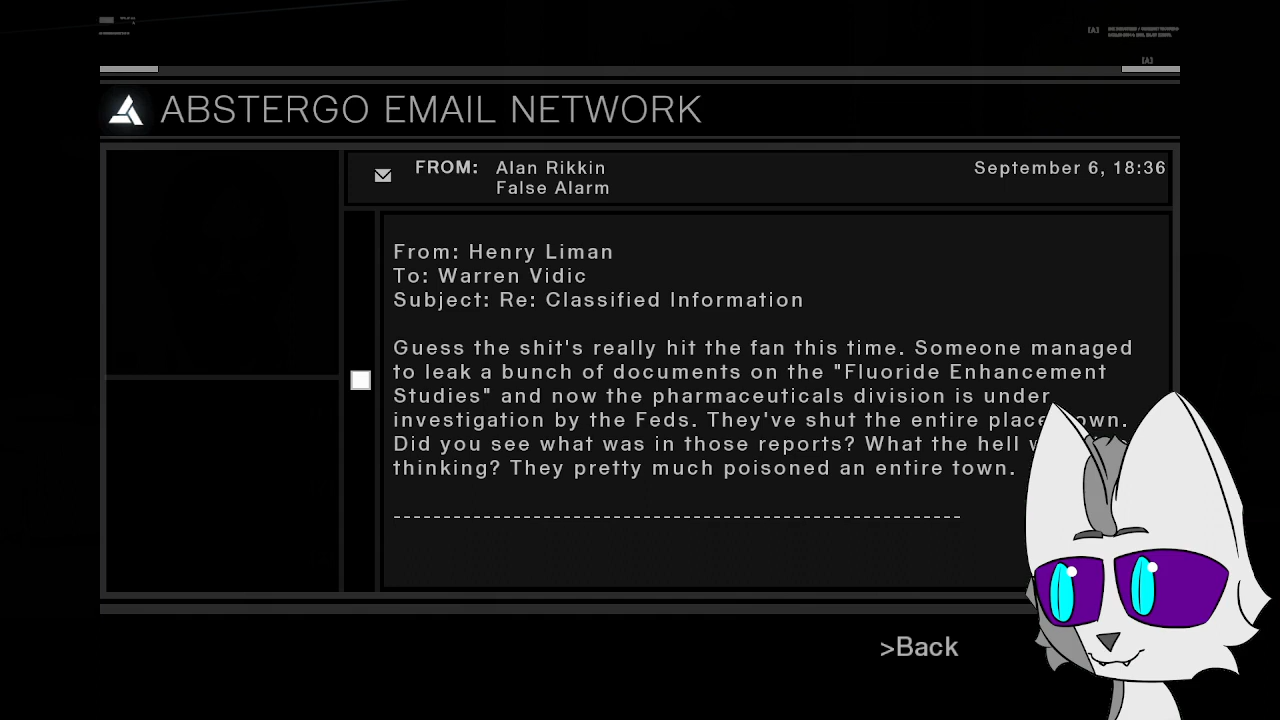 [A]
[A]
ABSTERGO EMAIL NETWORK
FROM: Alan Rikkin September 6, 18:36
False Alarm
From: Henry Liman
To: Warren Vidic
Subject: Re: Classified Information
Guess the shit's really hit the fan this time. Someone managed
to leak a bunch of documents on the "Fluoride Enhancement
Studies" and now the pharmaceuticals division is under
investigation by the Feds. They've shut the entire place own.
Did you see what was in those reports? What the hell
thinking? They pretty much poisoned an entire town.
--------------------------------------------------------
>Back